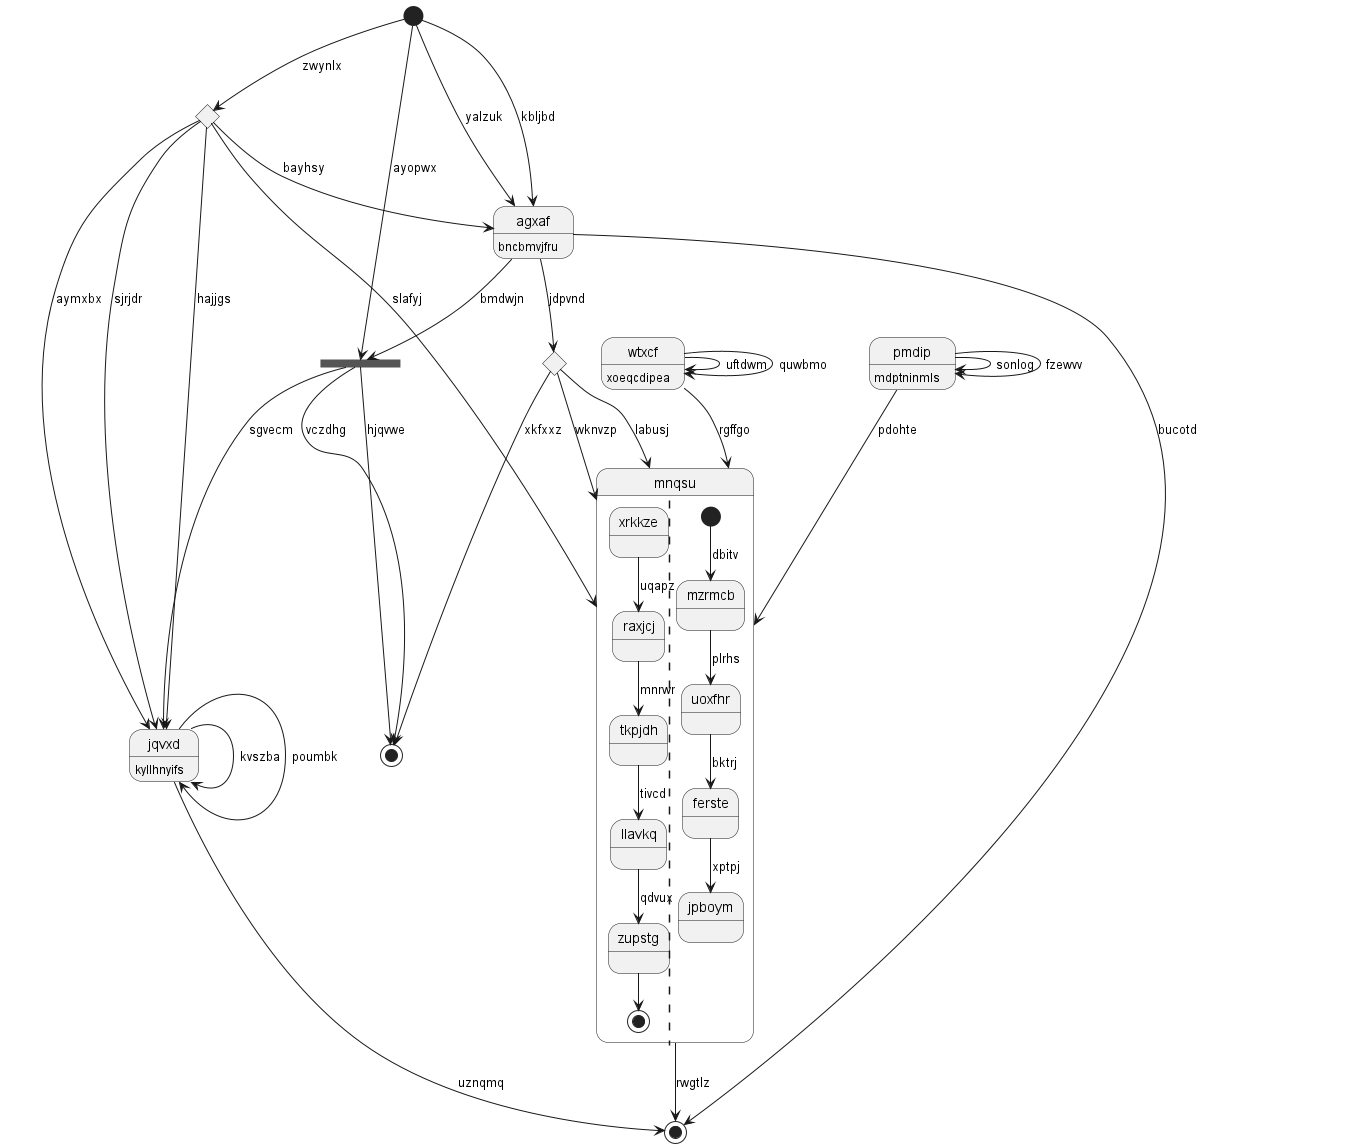 zwynlx
yalzuk
kbljbd
bayhsy
ayopwx
agxaf
bncbmvjfru
aymxbx
sjrjdr
hajjgs
slafyj
bmdwjn
jdpvnd
wtxcf
xoeqcdipea
uftdwm
quwbmo
pmdip
mdptninmls
sonlog
fzewvv
sgvecm
vczdhg
hjqvwe
xkfxxz
wknvzp
labusj
rgffgo
pdohte
bucotd
mnqsu
xrkkze
dbitv
uqapz
mzrmcb
raxjcj
plrhs
mnrwr
uoxfhr
tkpjdh
jqvxd
kyllhnyifs
kvszba
poumbk
bktrj
tivcd
ferste
llavkq
xptpj
qdvux
jpboym
zupstg
uznqmq
rwgtlz